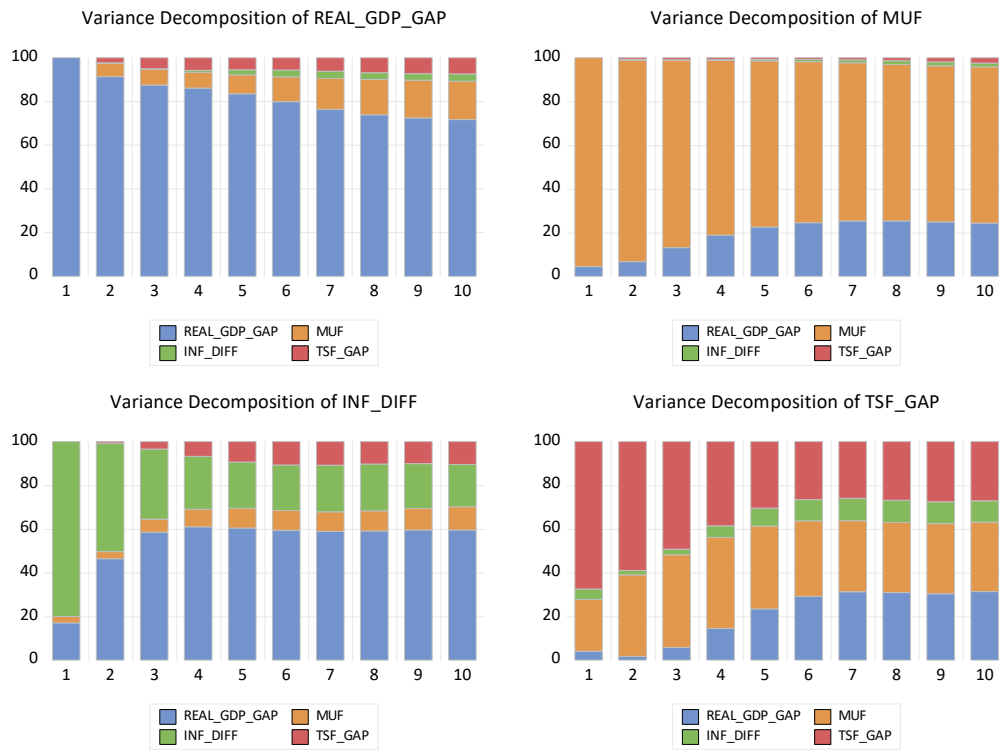 Variance Decomposition of REAL_GDP_GAP
100
80
60
40
20
0
1 2 3 4 5 6 7 8 9 10
REAL_GDP_GAP MUF
INF_DIFF TSF_GAP
Variance Decomposition of MUF
100
80
60
40
20
0
1 2 3 4 5 6 7 8 9 10
REAL_GDP_GAP MUF
INF_DIFF TSF_GAP
Variance Decomposition of INF_DIFF
100
80
60
40
20
0
1 2 3 4 5 6 7 8 9 10
REAL_GDP_GAP MUF
INF_DIFF TSF_GAP
Variance Decomposition of TSF_GAP
100
80
60
40
20
0
1 2 3 4 5 6 7 8 9 10
REAL_GDP_GAP MUF
INF_DIFF TSF_GAP